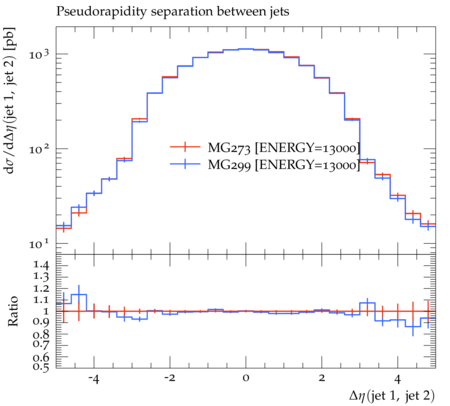 Pseudorapidity separation between jets
dσ/dΔη(jet 1, jet 2) [pb]
10³
10²
10¹
MG273 [ENERGY=13000]
MG299 [ENERGY=13000]
Ratio
1.4
1.3
1.2
1.1
1
0.9
0.8
0.7
0.6
0.5
-4 -2 0 2 4
Δη(jet 1, jet 2)